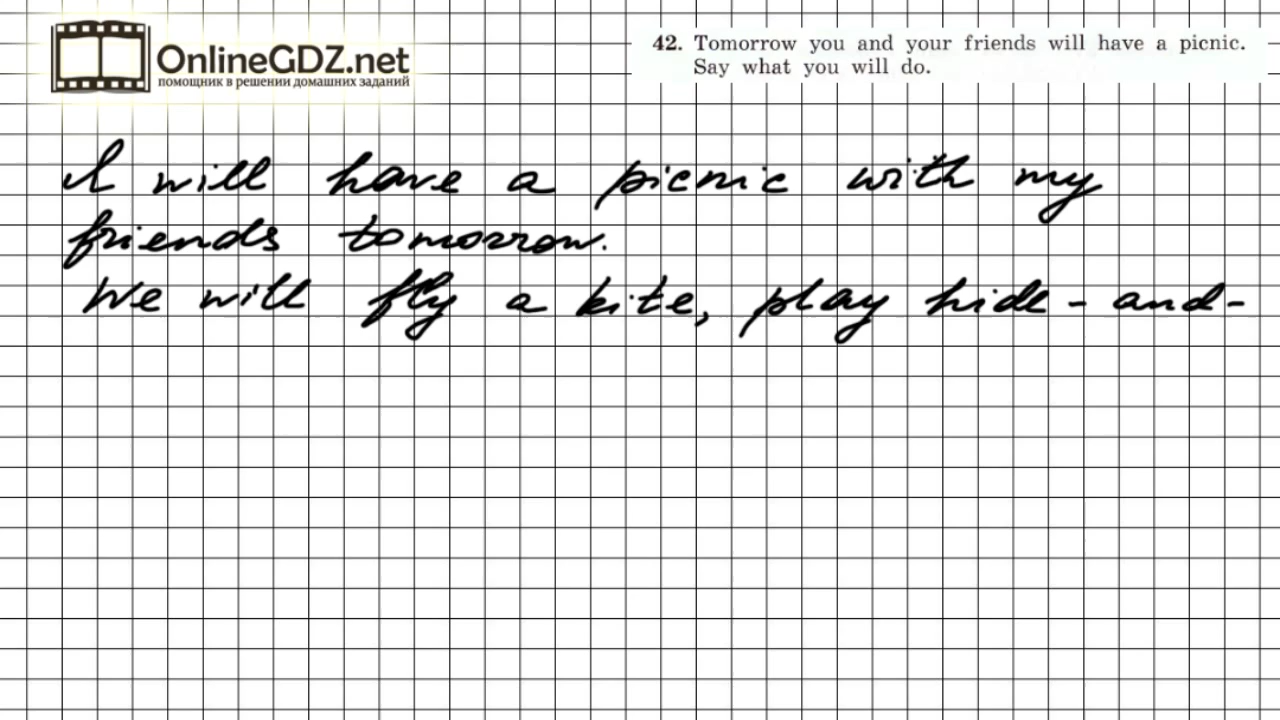 OnlineGDZ.net
помощник в решении домашних заданий
42. Tomorrow you and your friends will have a picnic.
Say what you will do.
I will have a picnic with my
friends tomorrow.
We will fly a kite, play hide-and-